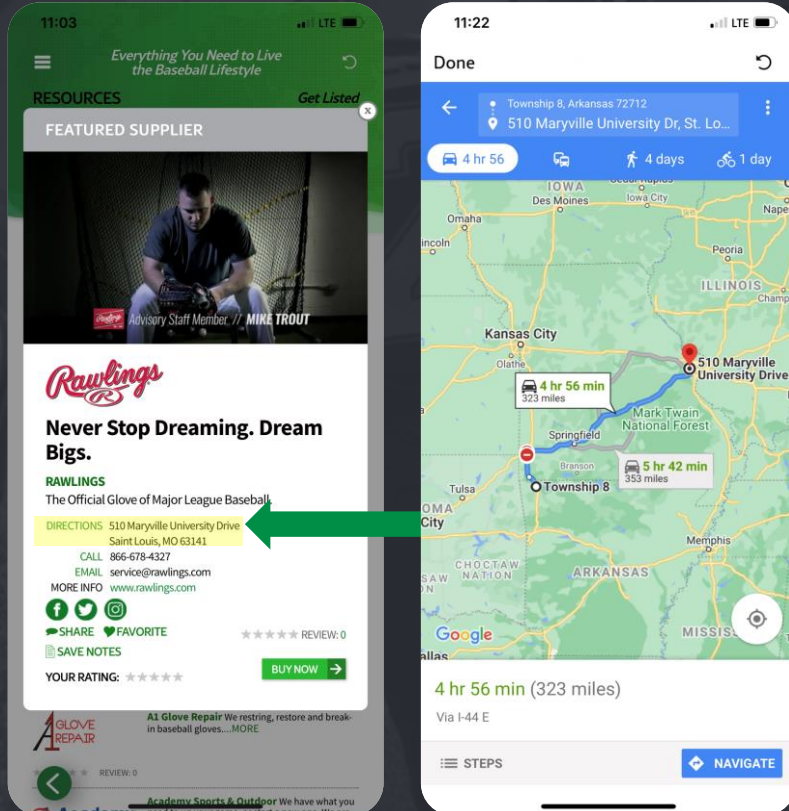 11:03
LTE
Everything You Need to Live
the Baseball Lifestyle
RESOURCES
Get Listed
FEATURED SUPPLIER
Rawlings
Advisory Staff Member // MIKE TROUT
Rawlings
R
Never Stop Dreaming. Dream
Bigs.
RAWLINGS
The Official Glove of Major League Baseball.
DIRECTIONS 510 Maryville University Drive
Saint Louis, MO 63141
CALL 866-678-4327
EMAIL service@rawlings.com
MORE INFO www.rawlings.com
SHARE FAVORITE
REVIEW: 0
SAVE NOTES
YOUR RATING:
BUY NOW
GLOVE
REPAIR
A1 Glove Repair We restring, restore and break-
in baseball gloves....MORE
REVIEW: 0
Academy Sports & Outdoor We have what you
11:22
LTE
Done
Township 8, Arkansas 72712
510 Maryville University Dr, St. Lo...
4 hr 56
4 days
1 day
IOWA
Cedar Rapids
Des Moines
Iowa City
Omaha
Nape
incoln
Peoria
ILLINOIS
Champ
Kansas City
Olathe
510 Maryville
University Drive
4 hr 56 min
323 miles
Mark Twain
National Forest
Springfield
Branson
5 hr 42 min
353 miles
Tulsa
Township 8
OMA
City
Memphis
CHOCTAW
NATION
ARKANSAS
SAW
ON
MISSIS
Google
allas
4 hr 56 min (323 miles)
Via I-44 E
STEPS
NAVIGATE